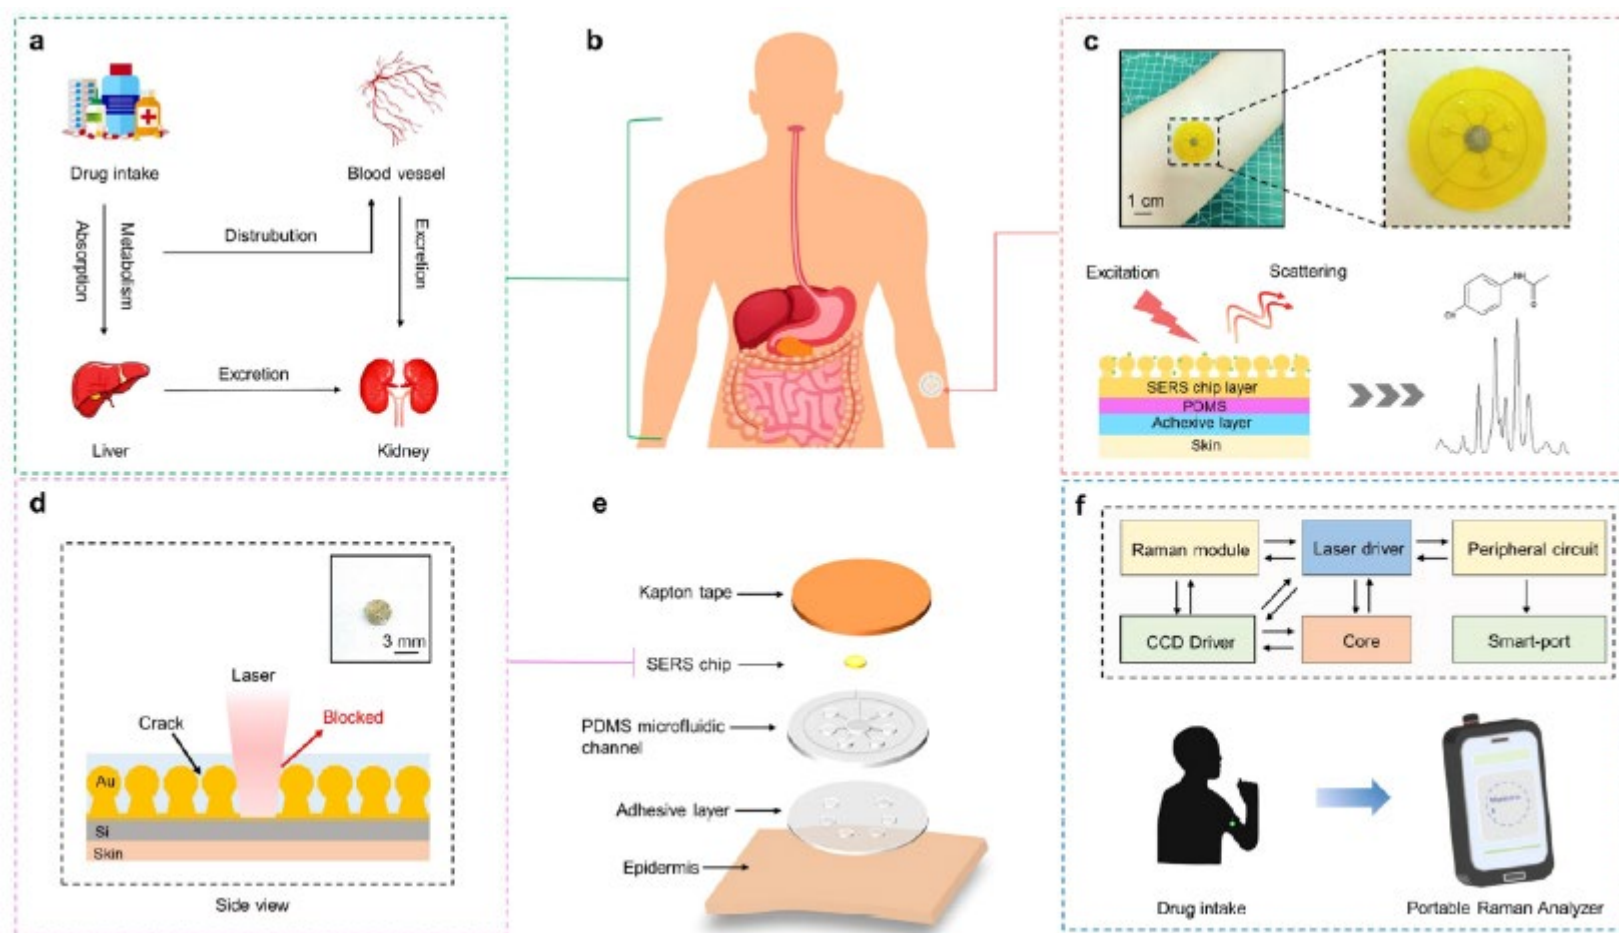 a
Drug intake
Blood vessel
Absorption
Metabolism
Distrubution
Excretion
Excretion
Liver
Kidney
b
c
1 cm
Excitation
Scattering
NH
O
OH
SERS chip layer
PDMS
Adhexive layer
Skin
d
3 mm
Laser
Crack
Blocked
Au
Si
Skin
Side view
e
Kapton tape
SERS chip
PDMS microfluidic
channel
Adhesive layer
Epidermis
f
Raman module
Laser driver
Peripheral circuit
CCD Driver
Core
Smart-port
Drug intake
Portable Raman Analyzer